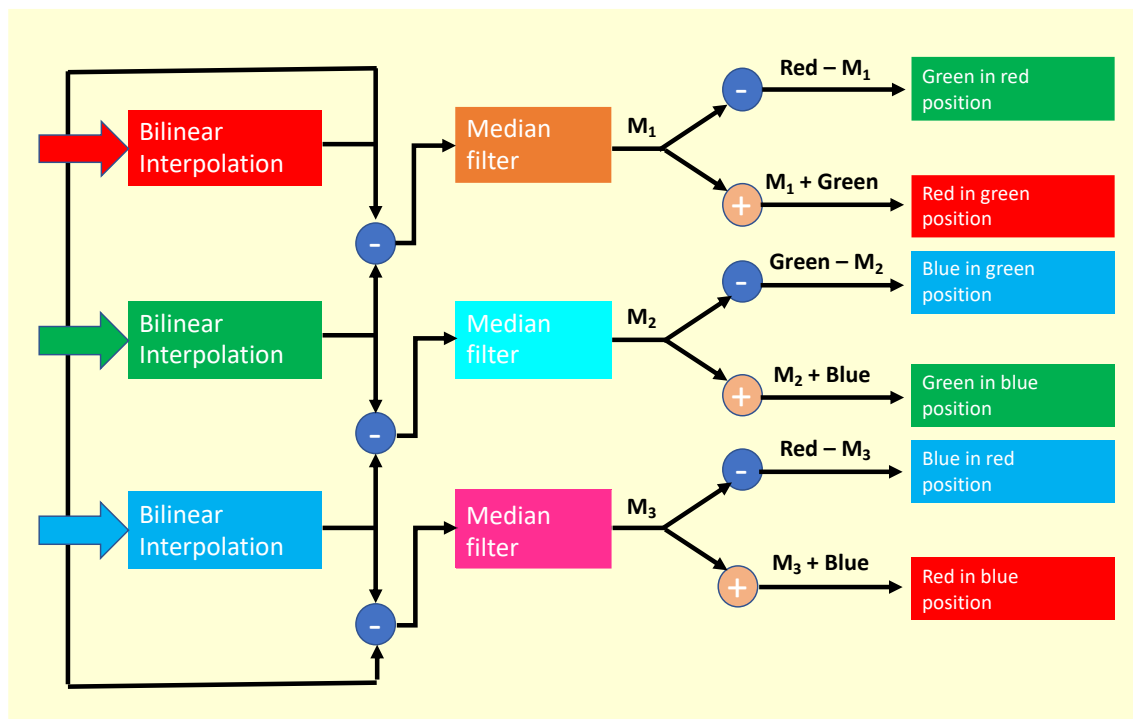 Bilinear
Interpolation
-
Median
filter
M₁
-
Red – M₁
Green in red
position
+
M₁ + Green
Red in green
position
Bilinear
Interpolation
-
Median
filter
M₂
-
Green – M₂
Blue in green
position
+
M₂ + Blue
Green in blue
position
Bilinear
Interpolation
-
Median
filter
M₃
-
Red – M₃
Blue in red
position
+
M₃ + Blue
Red in blue
position